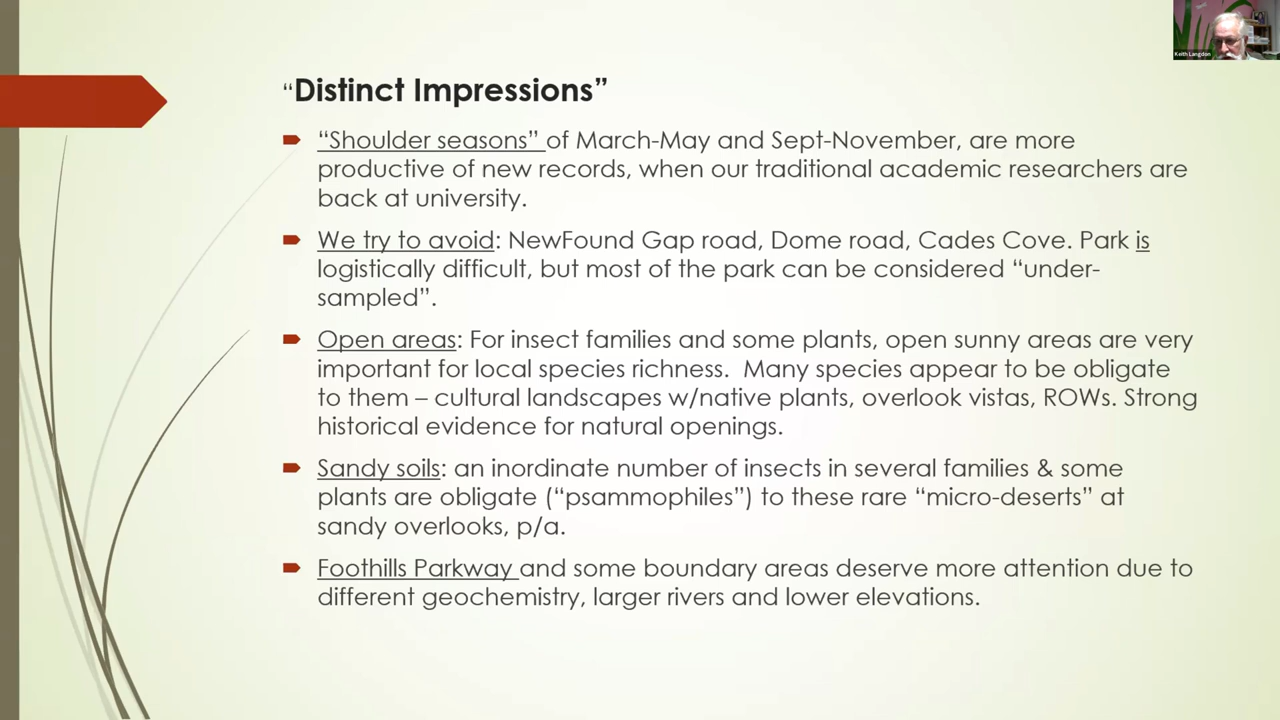 Keith Langdon
“Distinct Impressions”
“Shoulder seasons” of March-May and Sept-November, are more
productive of new records, when our traditional academic researchers are
back at university.
We try to avoid: NewFound Gap road, Dome road, Cades Cove. Park is
logistically difficult, but most of the park can be considered “under-
sampled”.
Open areas: For insect families and some plants, open sunny areas are very
important for local species richness.  Many species appear to be obligate
to them – cultural landscapes w/native plants, overlook vistas, ROWs. Strong
historical evidence for natural openings.
Sandy soils: an inordinate number of insects in several families & some
plants are obligate (“psammophiles”) to these rare “micro-deserts” at
sandy overlooks, p/a.
Foothills Parkway and some boundary areas deserve more attention due to
different geochemistry, larger rivers and lower elevations.